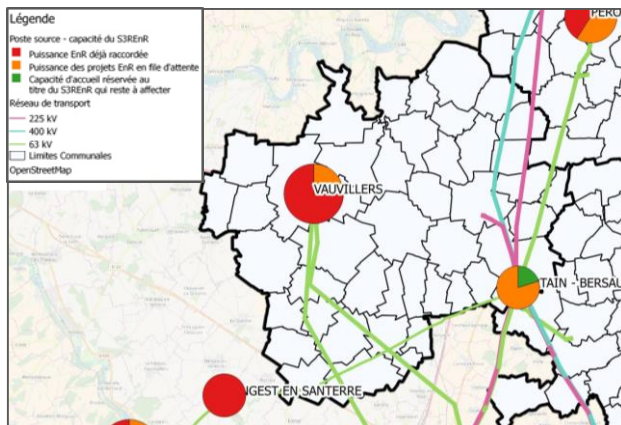 Légende
Poste source - capacité du S3REnR
Puissance EnR déjà raccordée
Puissance des projets EnR en file d'attente
Capacité d'accueil réservée au
titre du S3REnR qui reste à affecter
Réseau de transport
225 kV
400 kV
63 kV
Limites Communales
OpenStreetMap
PERO
VAUVILLERS
TAIN - BERSAU
NGEST EN SANTERRE